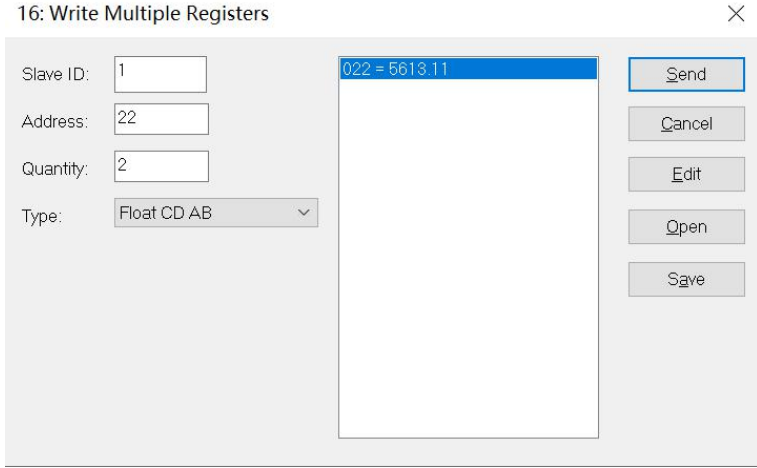 16: Write Multiple Registers
Slave ID: 1
Address: 22
Quantity: 2
Type: Float CD AB
022 = 5613.11
Send
Cancel
Edit
Open
Save